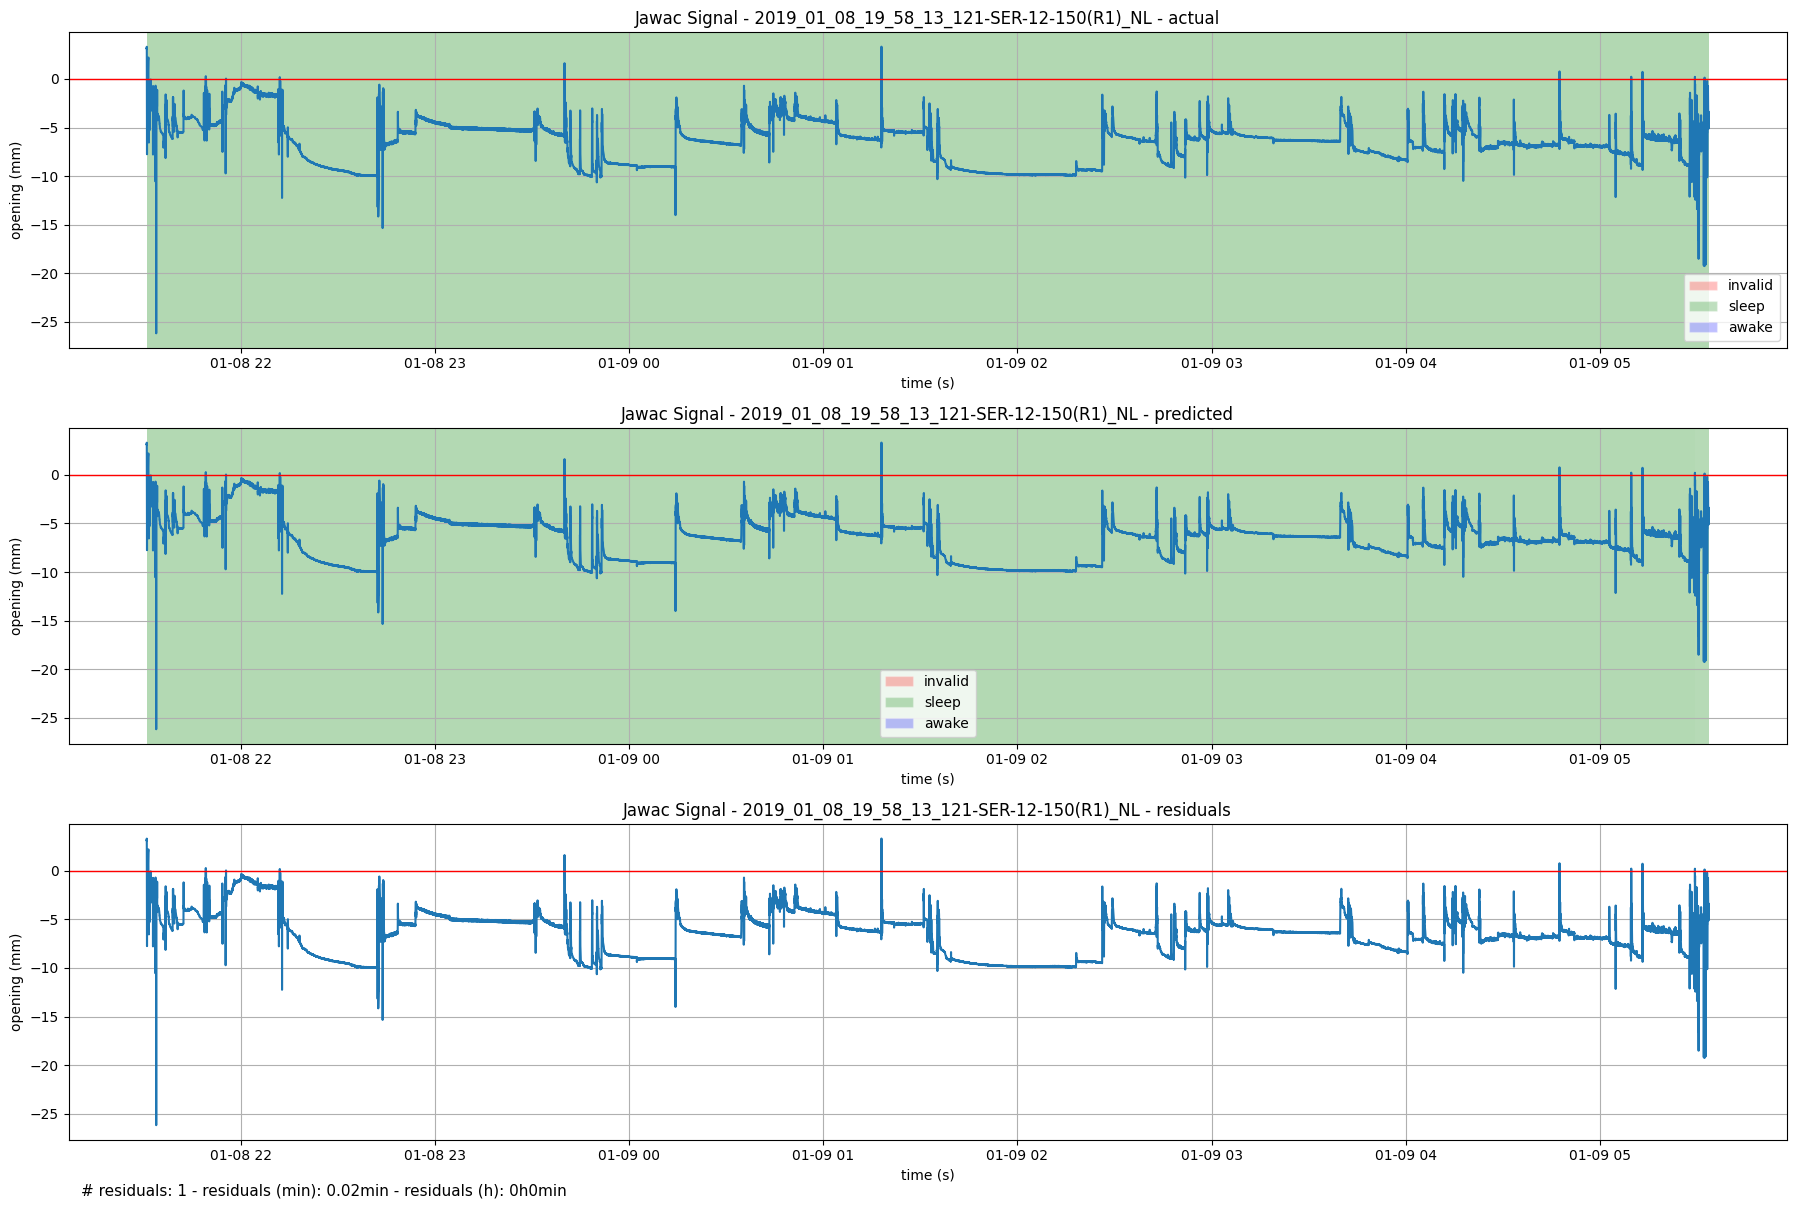 Jawac Signal - 2019_01_08_19_58_13_121-SER-12-150(R1)_NL - actual
opening (mm)
0
−5
−10
−15
−20
−25
invalid
sleep
awake
01-08 22 01-08 23 01-09 00 01-09 01 01-09 02 01-09 03 01-09 04 01-09 05
time (s)
Jawac Signal - 2019_01_08_19_58_13_121-SER-12-150(R1)_NL - predicted
opening (mm)
0
−5
−10
−15
−20
−25
invalid
sleep
awake
01-08 22 01-08 23 01-09 00 01-09 01 01-09 02 01-09 03 01-09 04 01-09 05
time (s)
Jawac Signal - 2019_01_08_19_58_13_121-SER-12-150(R1)_NL - residuals
opening (mm)
0
−5
−10
−15
−20
−25
01-08 22 01-08 23 01-09 00 01-09 01 01-09 02 01-09 03 01-09 04 01-09 05
time (s)
# residuals: 1 - residuals (min): 0.02min - residuals (h): 0h0min